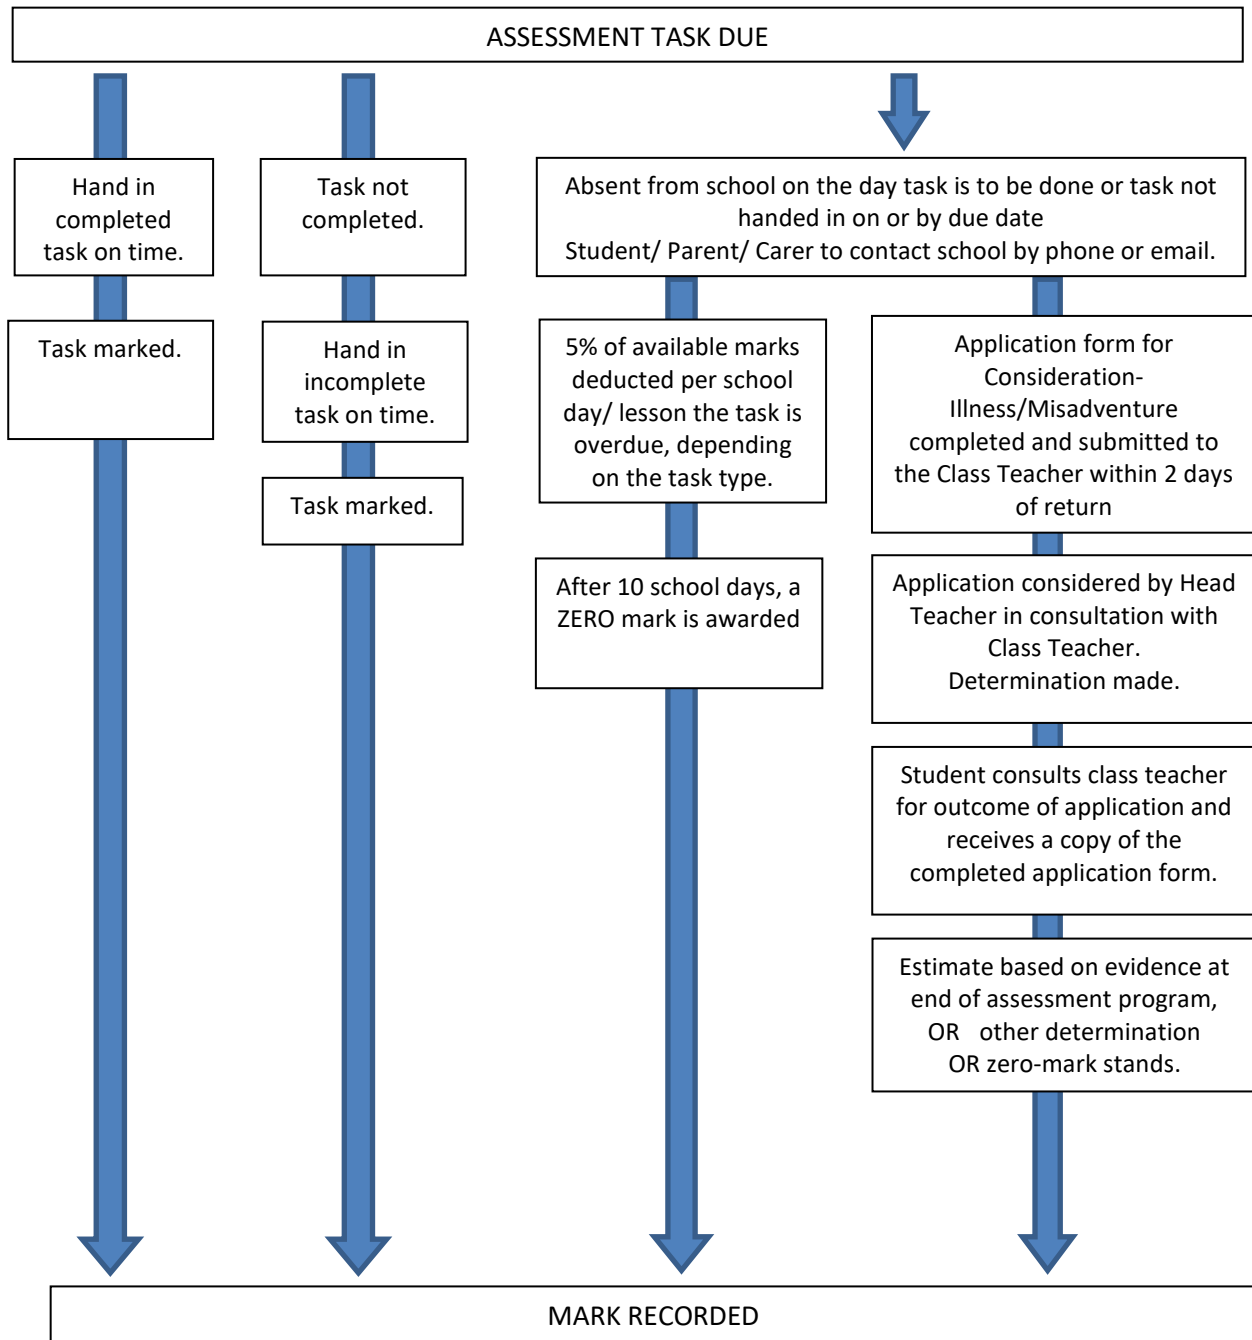 ASSESSMENT TASK DUE
Hand in
completed
task on time.
Task marked.
Task not
completed.
Hand in
incomplete
task on time.
Task marked.
Absent from school on the day task is to be done or task not
handed in on or by due date
Student/ Parent/ Carer to contact school by phone or email.
5% of available marks
deducted per school
day/ lesson the task is
overdue, depending
on the task type.
After 10 school days, a
ZERO mark is awarded
Application form for
Consideration-
Illness/Misadventure
completed and submitted to
the Class Teacher within 2 days
of return
Application considered by Head
Teacher in consultation with
Class Teacher.
Determination made.
Student consults class teacher
for outcome of application and
receives a copy of the
completed application form.
Estimate based on evidence at
end of assessment program,
OR other determination
OR zero-mark stands.
MARK RECORDED